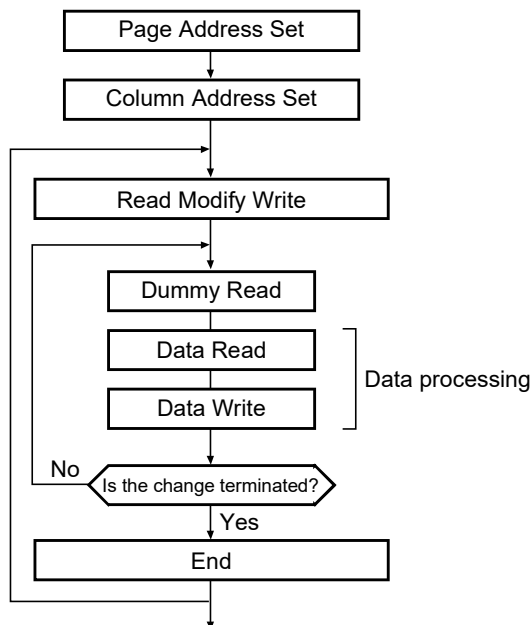 Page Address Set
Column Address Set
Read Modify Write
Dummy Read
Data Read
Data processing
Data Write
No
Is the change terminated?
Yes
End